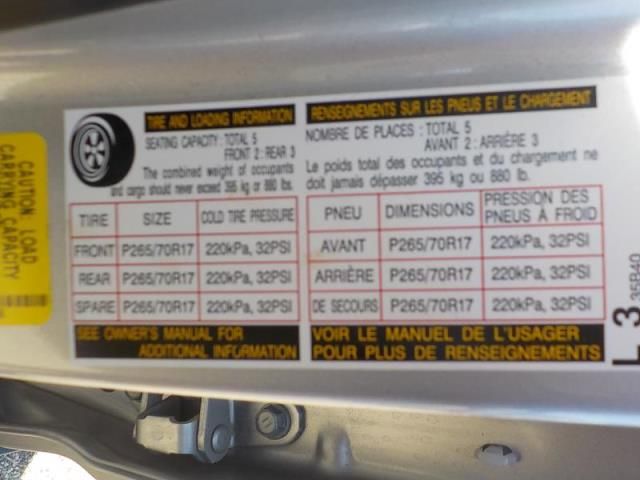 CAUTION LOAD
CARRYING CAPACITY
TIRE AND LOADING INFORMATION
SEATING CAPACITY : TOTAL 5
FRONT 2 : REAR 3
The combined weight of occupants
and cargo should never exceed 395 kg or 880 lbs.
TIRE SIZE COLD TIRE PRESSURE
FRONT P265/70R17 220kPa, 32PSI
REAR P265/70R17 220kPa, 32PSI
SPARE P265/70R17 220kPa, 32PSI
SEE OWNER'S MANUAL FOR
ADDITIONAL INFORMATION
RENSEIGNEMENTS SUR LES PNEUS ET LE CHARGEMENT
NOMBRE DE PLACES : TOTAL 5
AVANT 2 : ARRIÈRE 3
Le poids total des occupants et du chargement ne
doit jamais dépasser 395 kg ou 880 lb.
PNEU DIMENSIONS PRESSION DES
PNEUS À FROID
AVANT P265/70R17 220kPa, 32PSI
ARRIÈRE P265/70R17 220kPa, 32PSI
DE SECOURS P265/70R17 220kPa, 32PSI
VOIR LE MANUEL DE L'USAGER
POUR PLUS DE RENSEIGNEMENTS
L 3
35B40